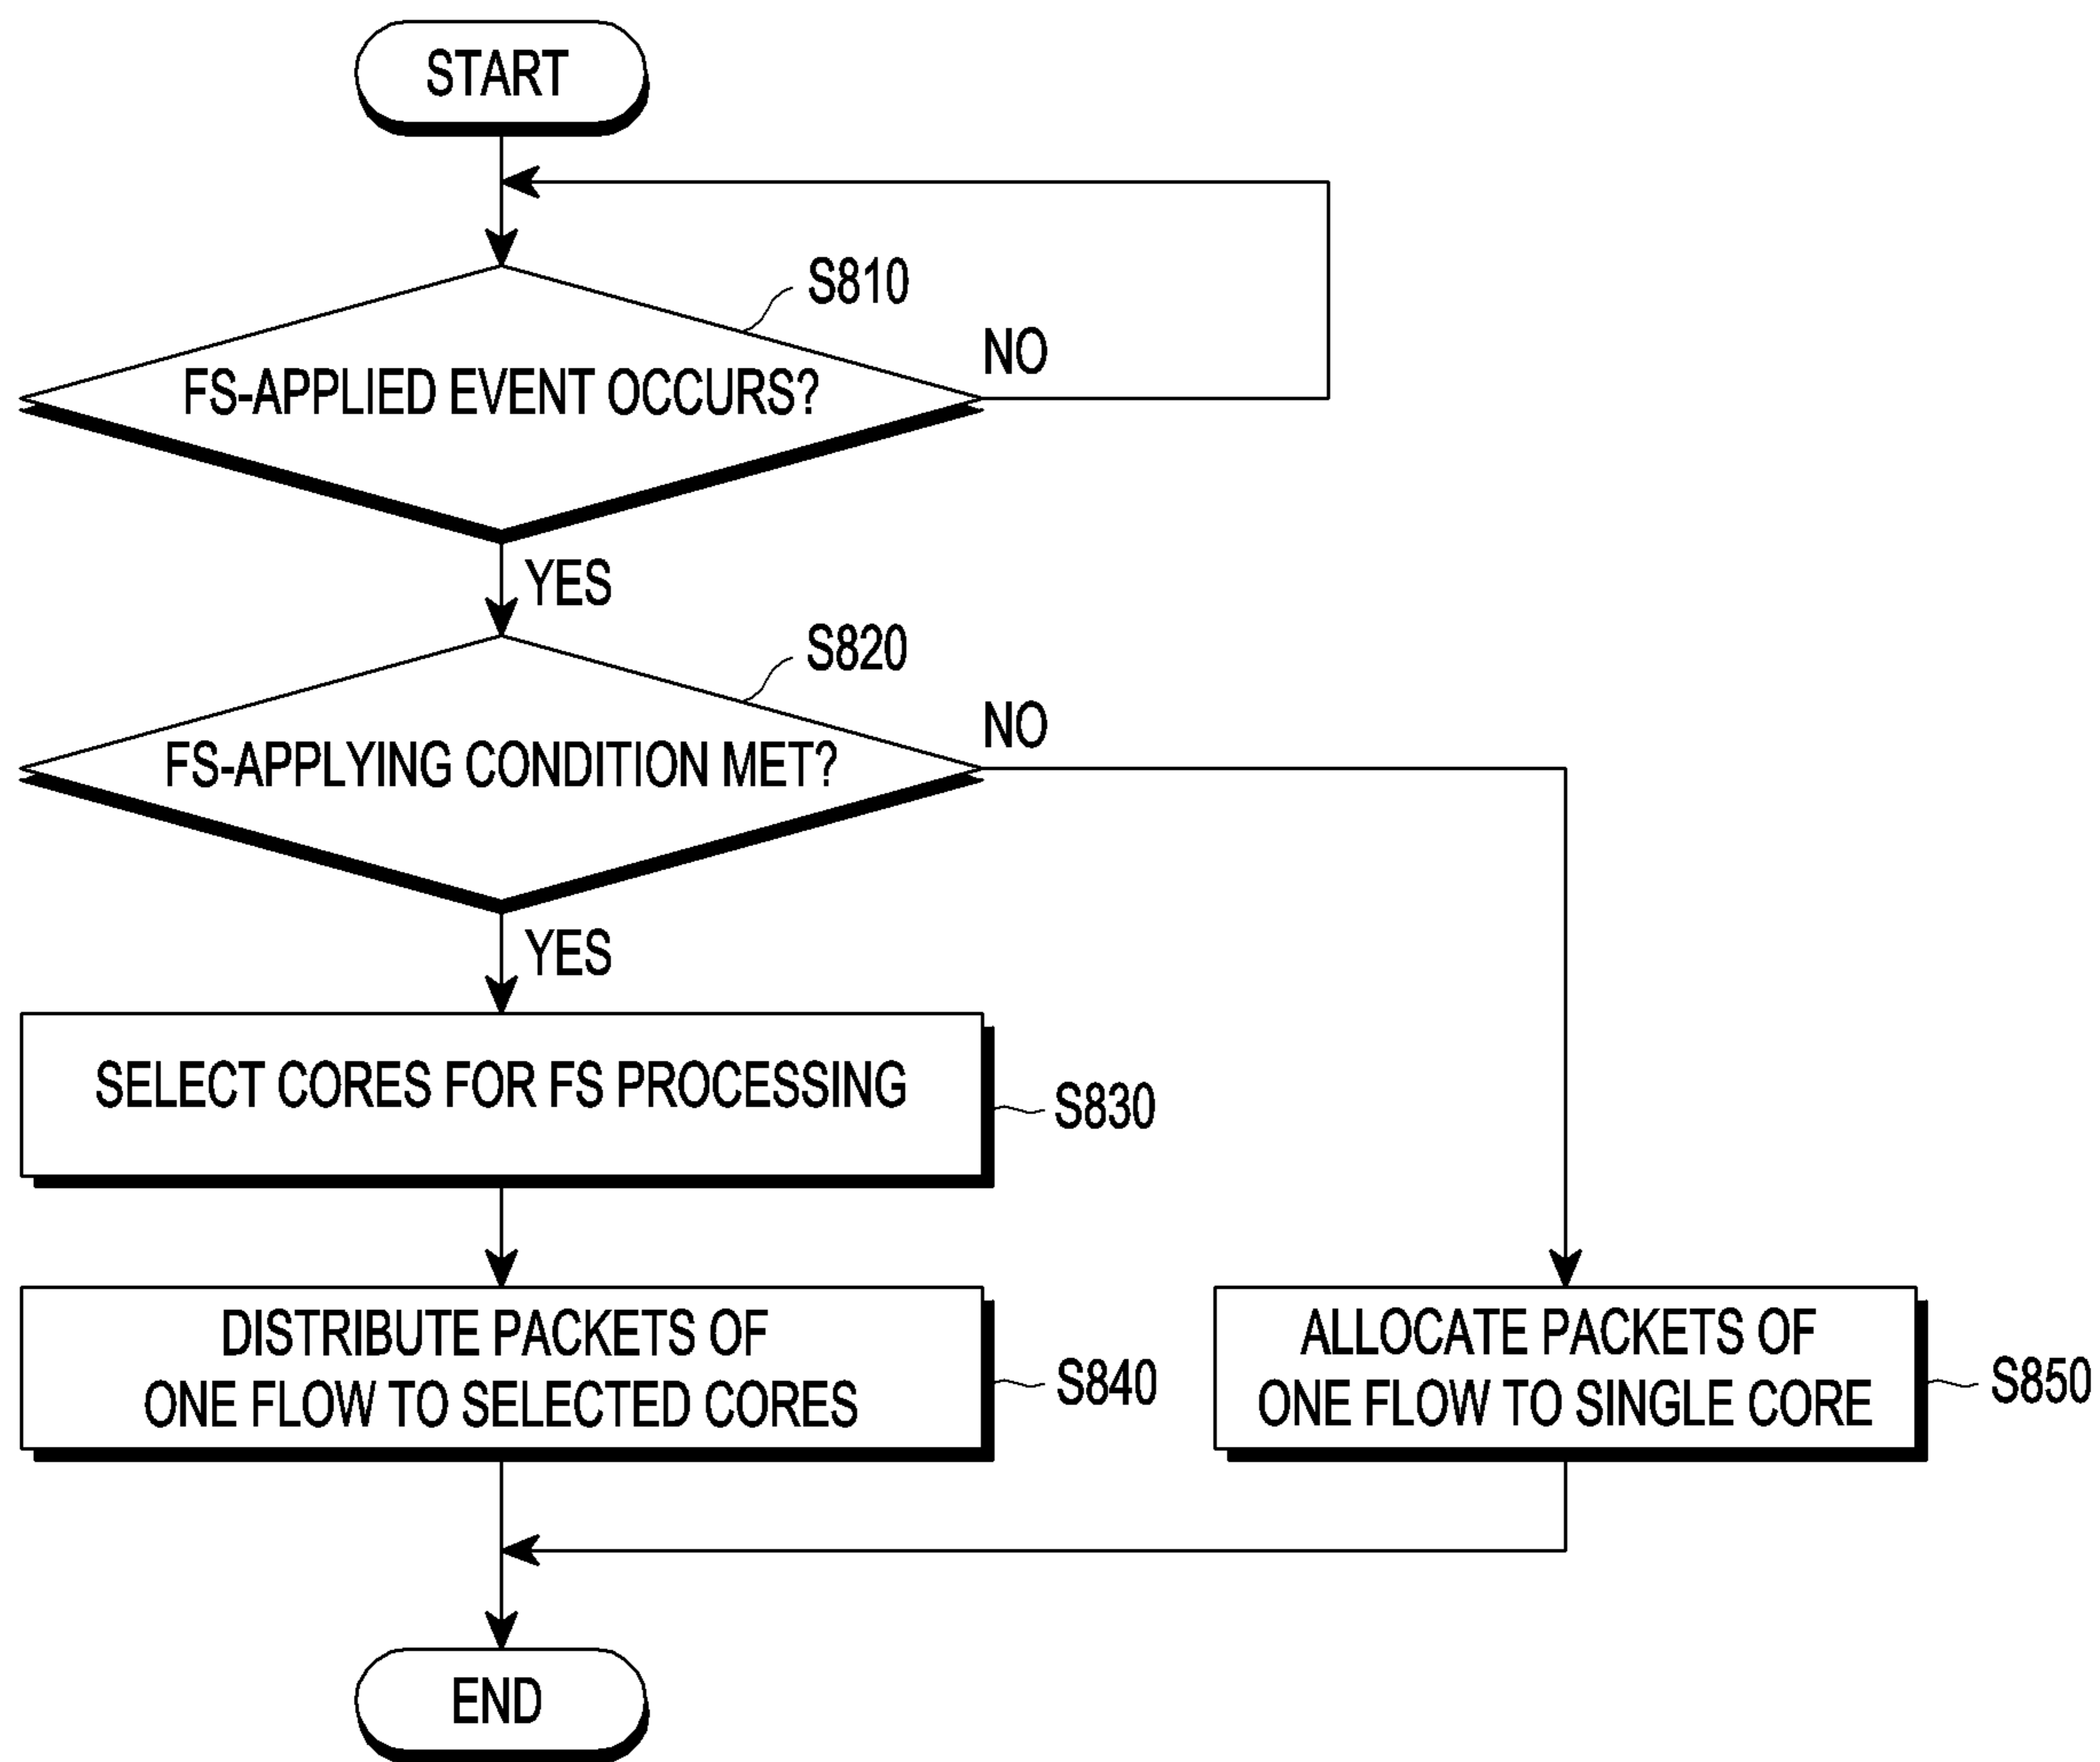 START
S810
FS-APPLIED EVENT OCCURS?
NO
YES
S820
FS-APPLYING CONDITION MET?
NO
YES
SELECT CORES FOR FS PROCESSING
S830
DISTRIBUTE PACKETS OF
ONE FLOW TO SELECTED CORES
S840
ALLOCATE PACKETS OF
ONE FLOW TO SINGLE CORE
S850
END